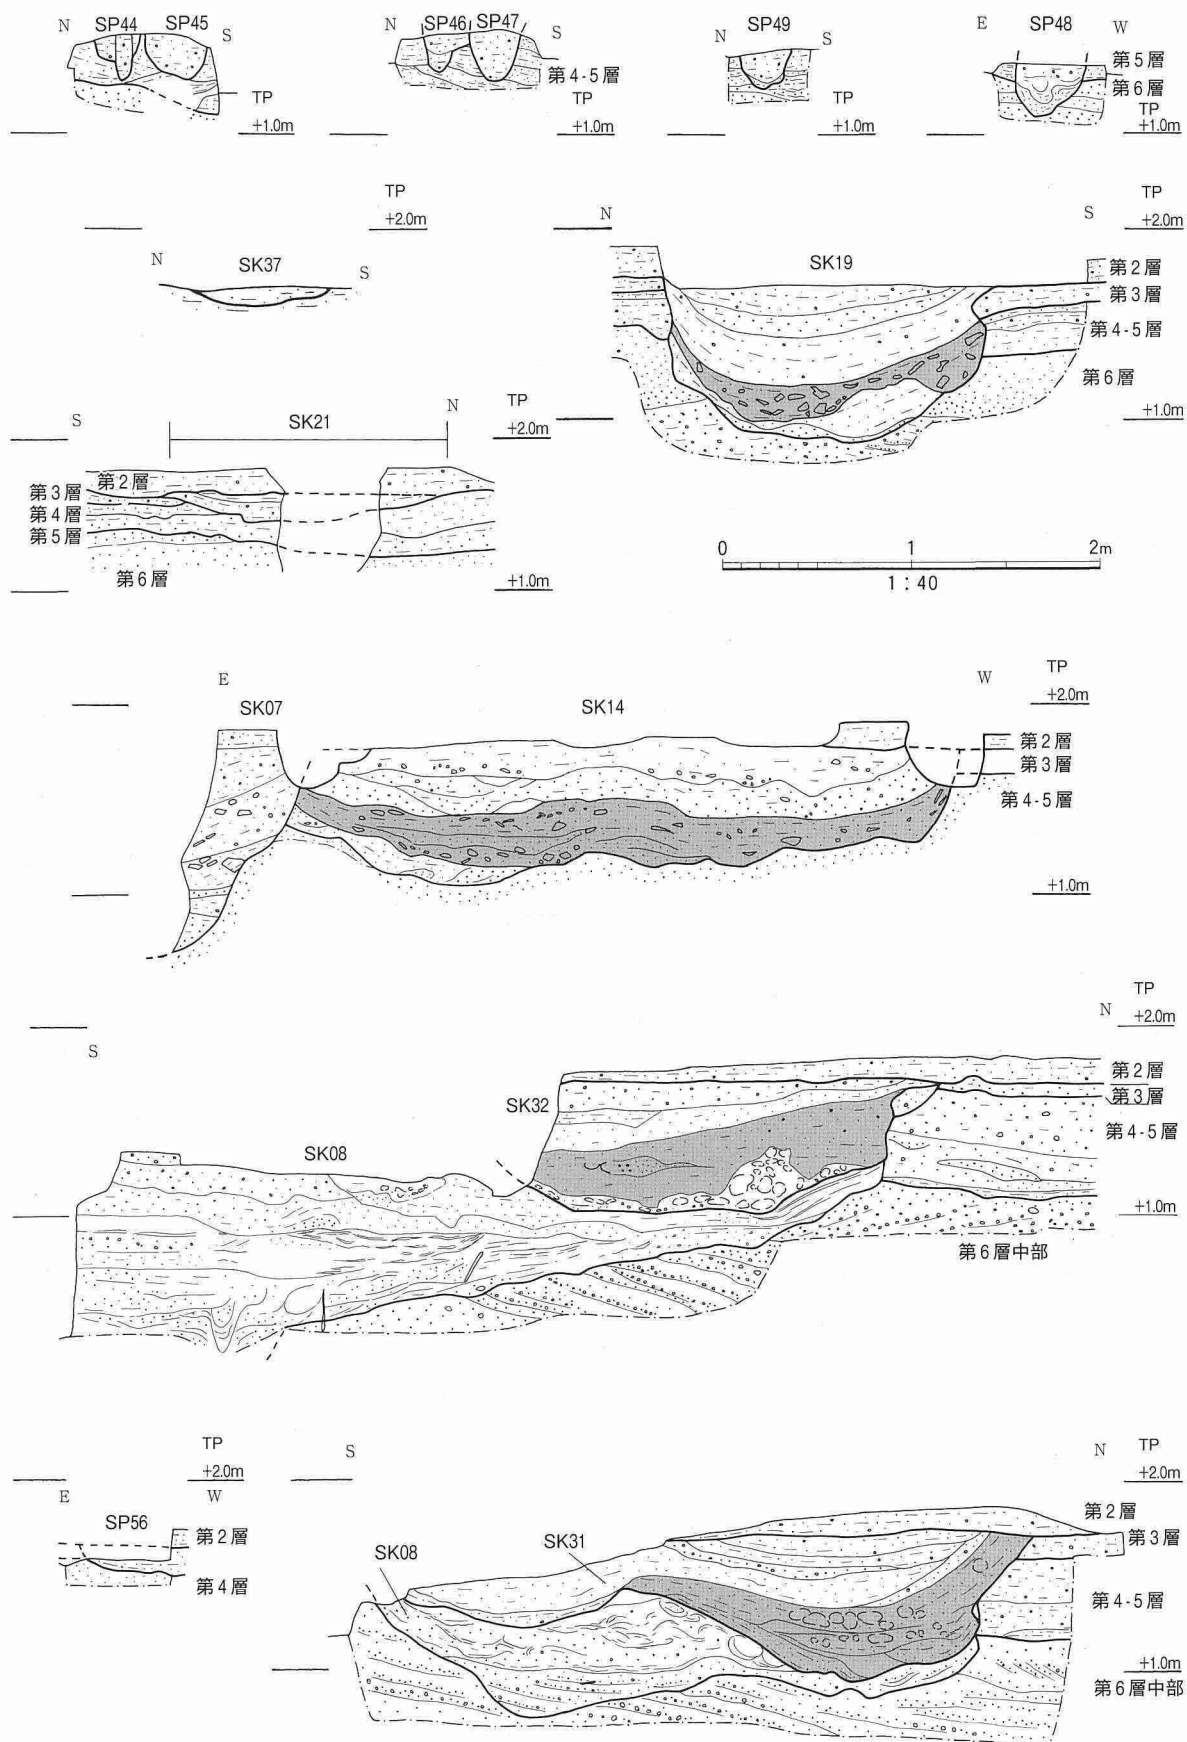 N SP44 SP45 S
TP
+1.0m
N SP46 SP47 S
第4-5層
TP
+1.0m
N SP49 S
TP
+1.0m
E SP48 W
第5層
第6層
TP
+1.0m
TP
+2.0m
N SK37 S
N S TP
+2.0m
SK19
第2層
第3層
第4-5層
第6層
+1.0m
S SK21 N TP
+2.0m
第2層
第3層
第4層
第5層
第6層
+1.0m
0 1 2m
1:40
E W TP
+2.0m
SK07 SK14
第2層
第3層
第4-5層
+1.0m
S N TP
+2.0m
SK32
SK08
第2層
第3層
第4-5層
+1.0m
第6層中部
TP
+2.0m
E W
SP56
第2層
第4層
S N TP
+2.0m
SK08 SK31
第2層
第3層
第4-5層
+1.0m
第6層中部